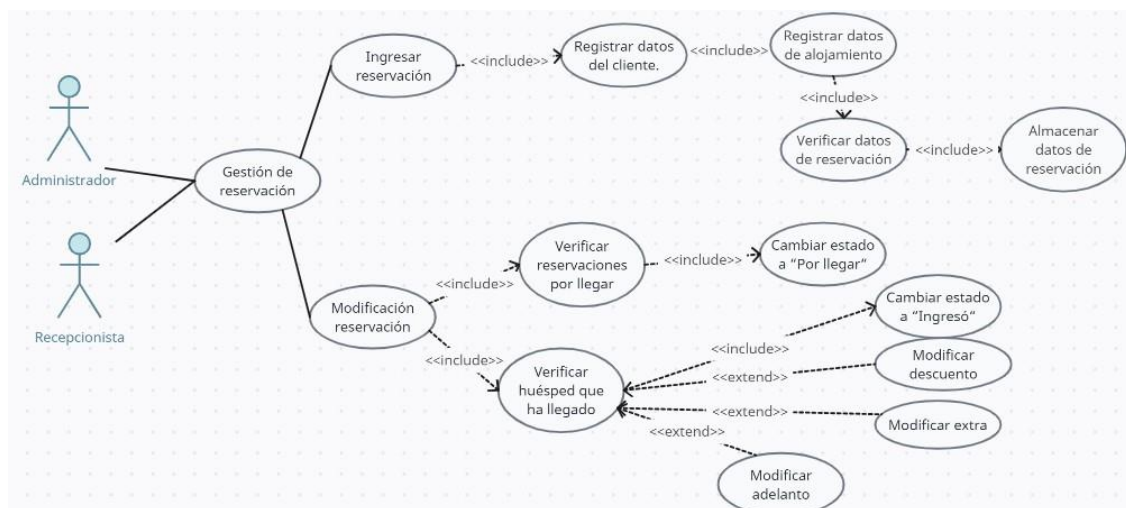 Ingresar
reservación
<<include>>
Registrar datos
del cliente.
<<include>>
Registrar datos
de alojamiento
<<include>>
Verificar datos
de reservación
<<include>>
Almacenar
datos de
reservación
Administrador
Gestión de
reservación
Recepcionista
Modificación
reservación
<<include>>
Verificar
reservaciones
por llegar
<<include>>
Cambiar estado
a “Por llegar”
<<include>>
Verificar
huésped que
ha llegado
<<include>>
Cambiar estado
a “Ingresó“
<<extend>>
Modificar
descuento
<<extend>>
Modificar extra
<<extend>>
Modificar
adelanto